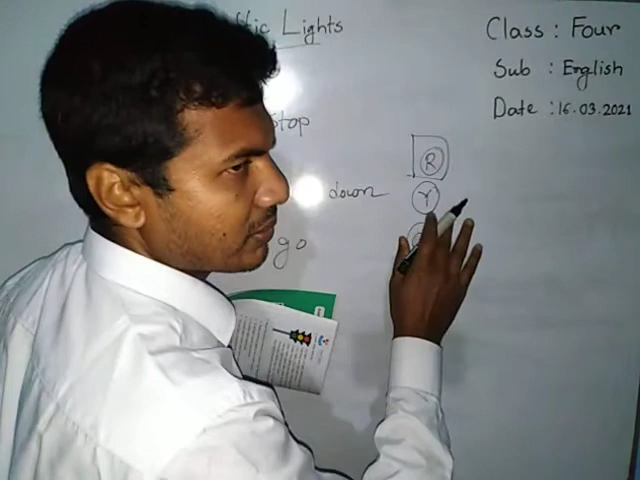 Lights
Class : Four
Sub : English
Date : 16.03.2021
Stop
R
down
Y
go